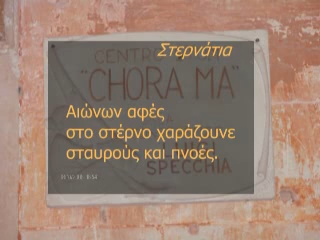 Στερνάτια
CENTRO
"CHORA MA"
Αιώνων αφές
στο στέρνο χαράζουνε
σταυρούς και πνοές.
SPECCHIA